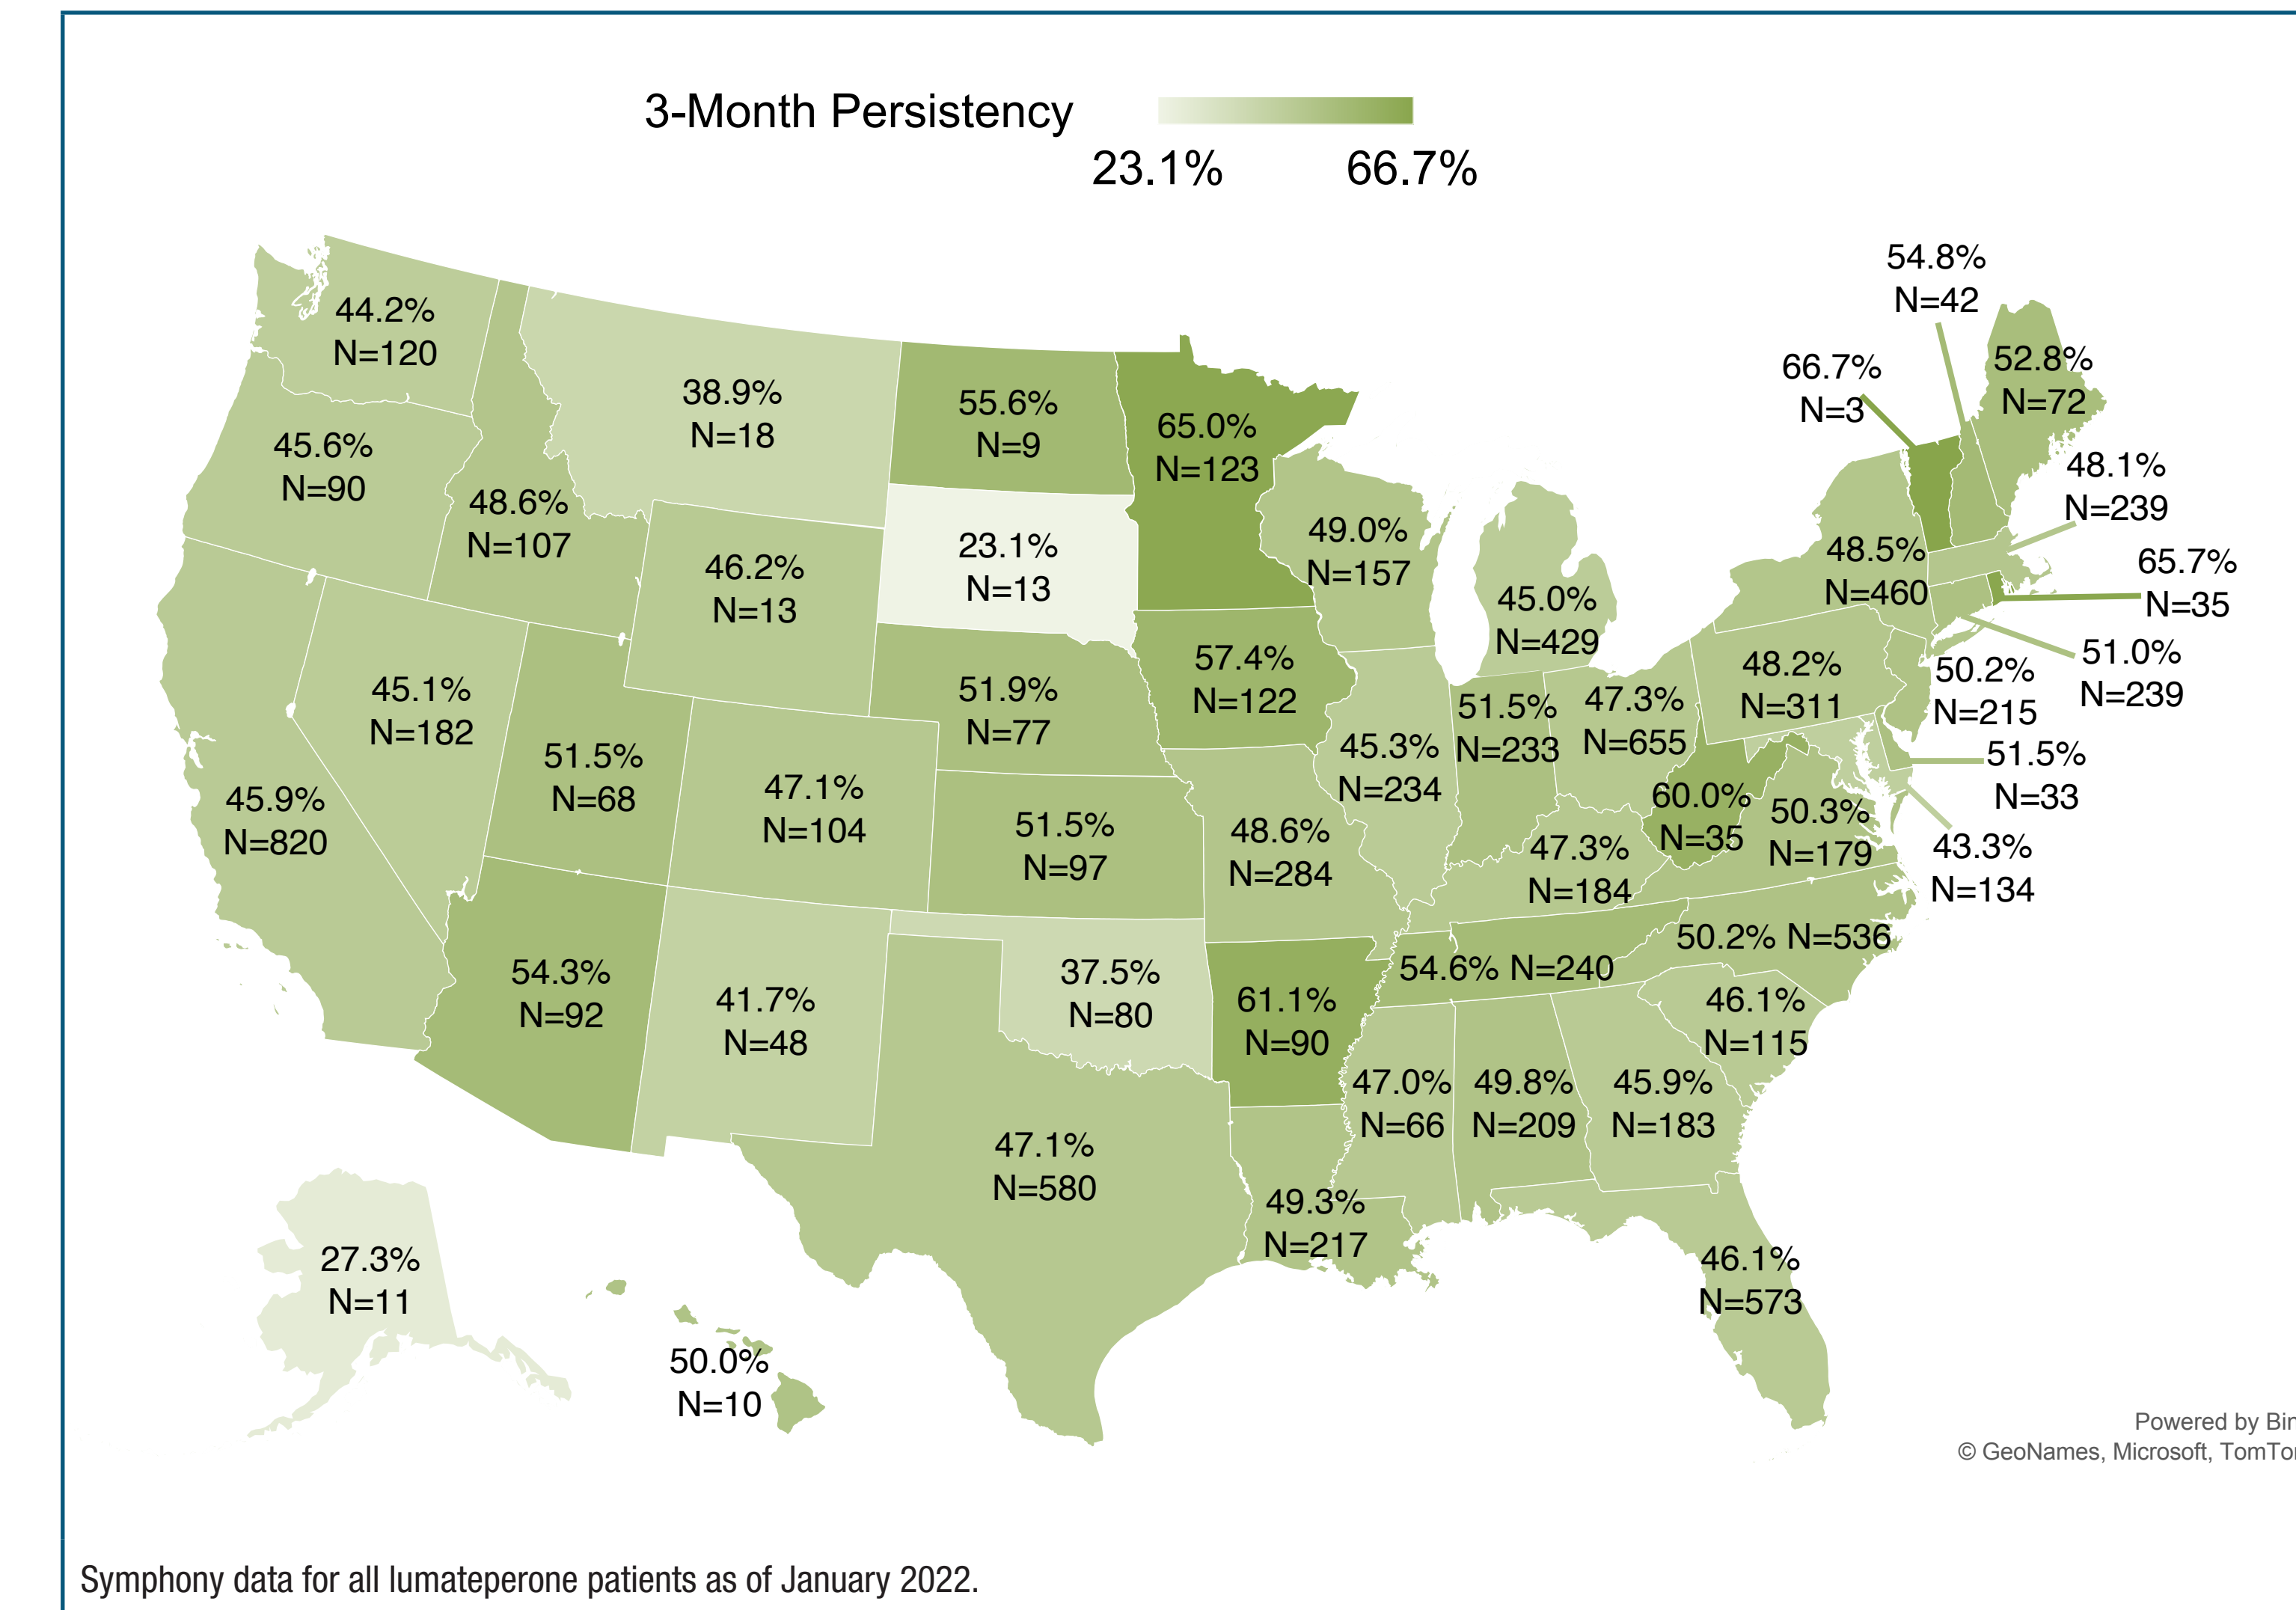 3-Month Persistency
23.1% 66.7%
54.8%
N=42
66.7%
N=3
52.8%
N=72
44.2%
N=120
38.9%
N=18
55.6%
N=9
65.0%
N=123
45.6%
N=90
48.6%
N=107
48.1%
N=239
46.2%
N=13
23.1%
N=13
49.0%
N=157
45.0%
N=429
48.5%
N=460
65.7%
N=35
45.1%
N=182
51.9%
N=77
57.4%
N=122
51.5%
N=233
47.3%
N=655
48.2%
N=311
50.2%
N=215
51.0%
N=239
51.5%
N=68
45.3%
N=234
51.5%
N=33
45.9%
N=820
47.1%
N=104
51.5%
N=97
48.6%
N=284
47.3%
N=184
60.0%
N=35
50.3%
N=179
43.3%
N=134
54.3%
N=92
41.7%
N=48
37.5%
N=80
61.1%
N=90
54.6% N=240
50.2% N=536
46.1%
N=115
47.0%
N=66
49.8%
N=209
45.9%
N=183
47.1%
N=580
49.3%
N=217
46.1%
N=573
27.3%
N=11
50.0%
N=10
Powered by
© GeoNames, Microsoft,
Symphony data for all lumateperone patients as of January 2022.